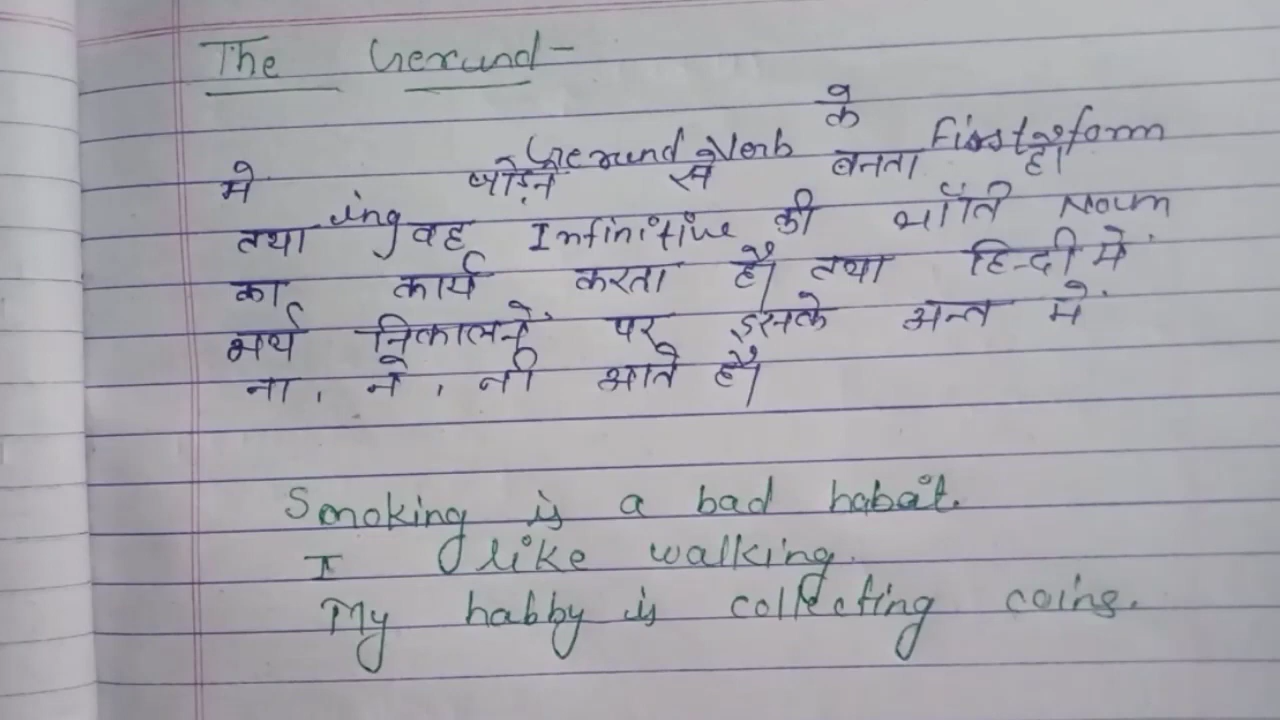 The Gerund-
Gerund Verb के First form
में ing जोड़ने से बनता है।
तथा वह Infinitive की भाँति Noun
का कार्य करता है। तथा हिन्दी में
अर्थ निकालने पर इसके अन्त में
ना, ने, नी आते है।
Smoking is a bad habait.
I like walking.
My habby is collecting coins.